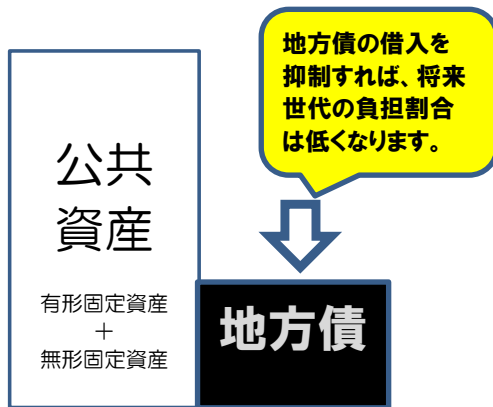 地方債の借入を
抑制すれば、将来
世代の負担割合
は低くなります。
公共
資産
有形固定資産
+
無形固定資産
地方債